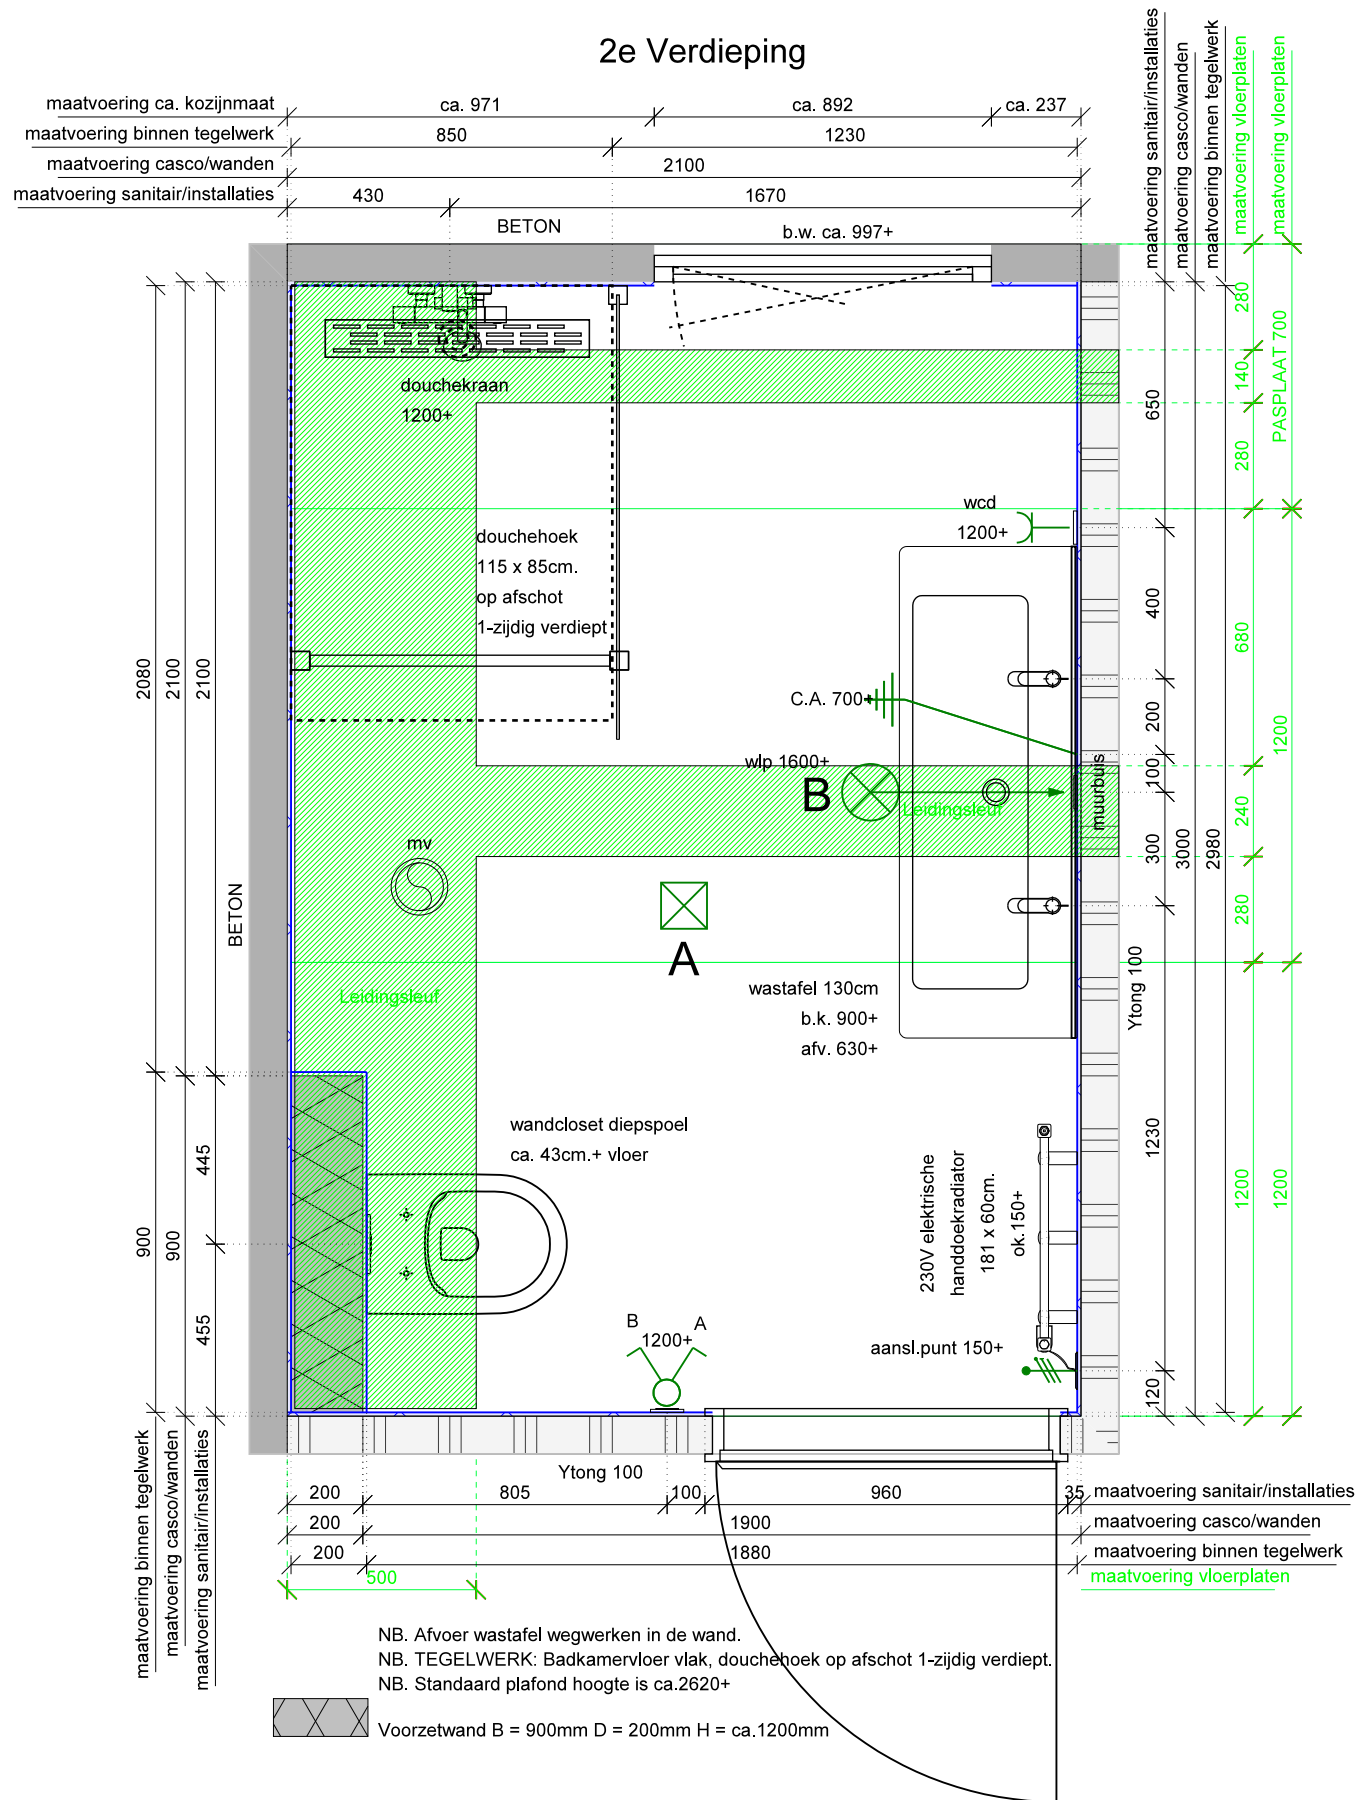 2e Verdieping
maatvoering ca. kozijnmaat
ca. 971
ca. 892
ca. 237
maatvoering binnen tegelwerk
850
1230
maatvoering casco/wanden
2100
maatvoering sanitair/installaties
430
1670
BETON
b.w. ca. 997+
maatvoering sanitair/installaties
maatvoering casco/wanden
maatvoering binnen tegelwerk
maatvoering vloerplaten
maatvoering vloerplaten
280
140
280
PASPLAAT 700
650
douchekraan
1200+
wcd
1200+
douchehoek
115 x 85cm.
op afschot
1-zijdig verdiept
400
680
2080
2100
2100
C.A. 700+
200
1200
wlp 1600+
B
Leidingsleuf
100
muurbuis
240
300
3000
2980
mv
BETON
A
280
Leidingsleuf
wastafel 130cm
b.k. 900+
afv. 630+
Ytong 100
wandcloset diepspoel
ca. 43cm.+ vloer
445
900
900
455
230V elektrische
handdoekradiator
181 x 60cm.
ok.150+
1230
1200
1200
B
A
1200+
aansl.punt 150+
120
maatvoering binnen tegelwerk
maatvoering casco/wanden
maatvoering sanitair/installaties
Ytong 100
200
805
100
960
35
maatvoering sanitair/installaties
200
1900
maatvoering casco/wanden
200
1880
maatvoering binnen tegelwerk
500
maatvoering vloerplaten
NB. Afvoer wastafel wegwerken in de wand.
NB. TEGELWERK: Badkamervloer vlak, douchehoek op afschot 1-zijdig verdiept.
NB. Standaard plafond hoogte is ca.2620+
Voorzetwand B = 900mm D = 200mm H = ca.1200mm